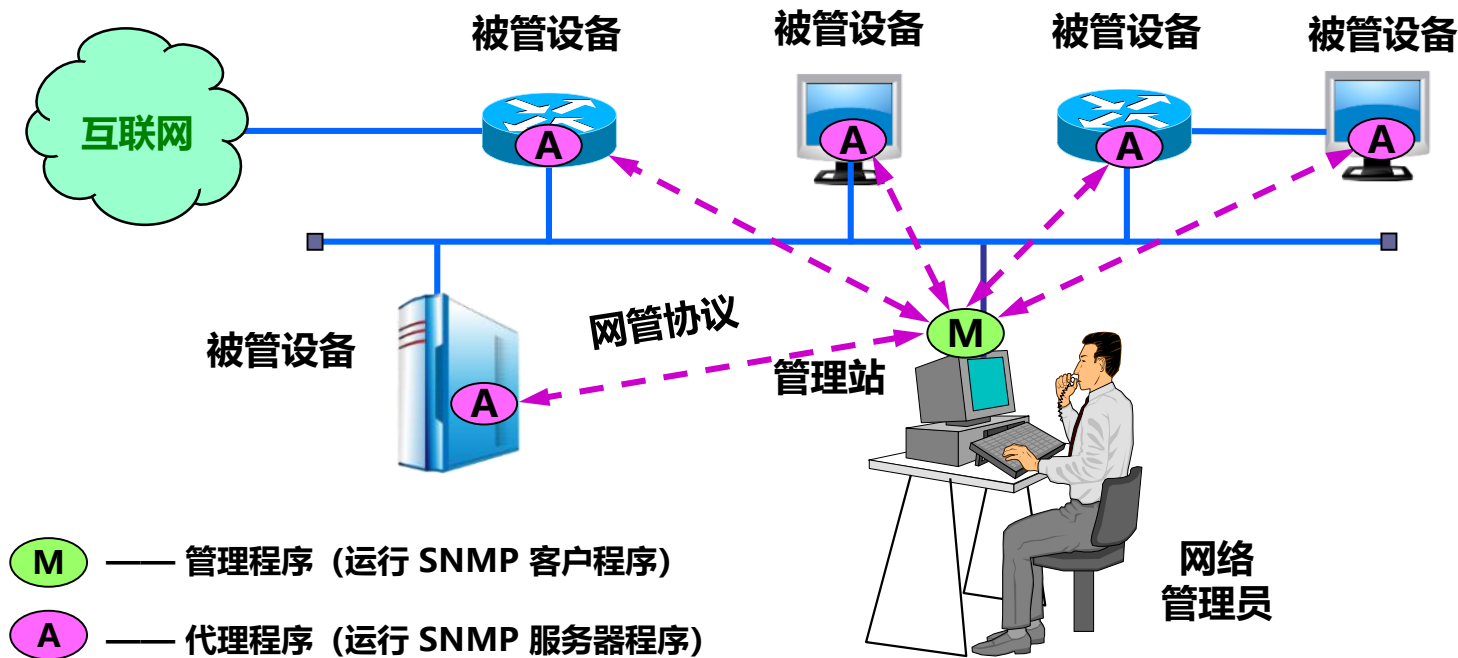 被管设备
被管设备
被管设备
被管设备
互联网
A
A
A
A
网管协议
M
被管设备
管理站
A
网络
管理员
M —— 管理程序 (运行 SNMP 客户程序)
A —— 代理程序 (运行 SNMP 服务器程序)